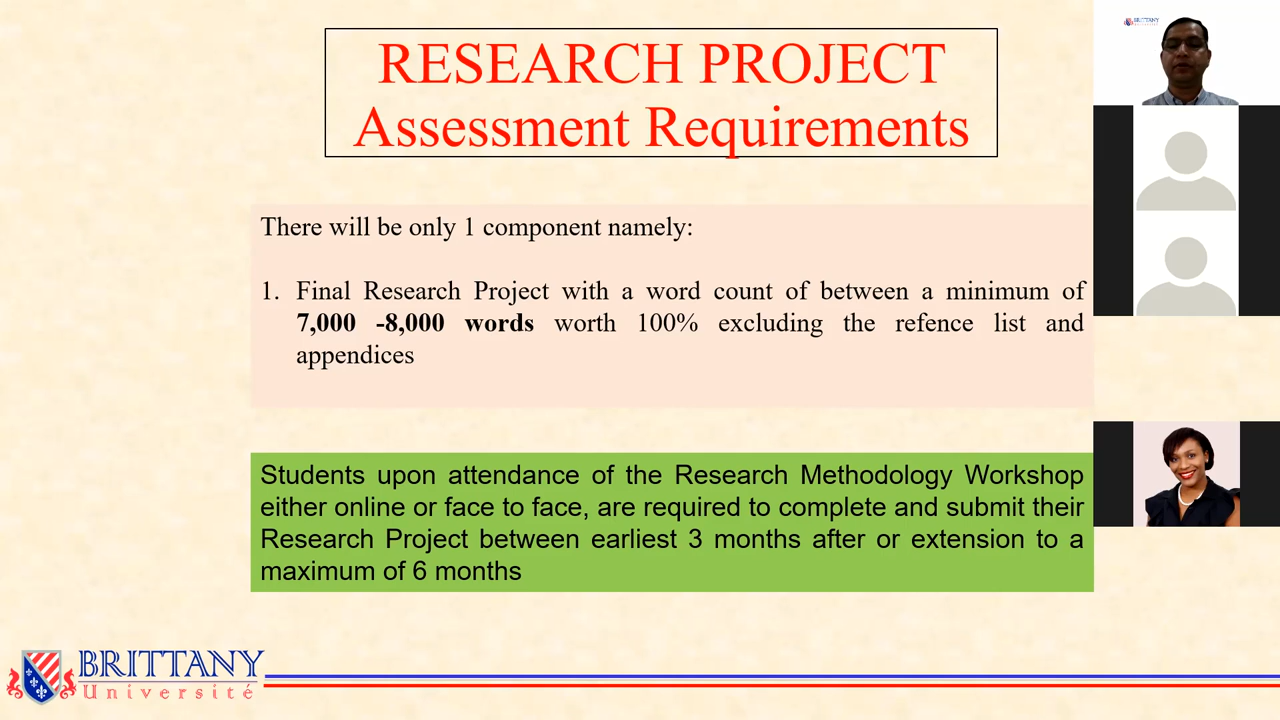 RESEARCH PROJECT
Assessment Requirements
There will be only 1 component namely:
1. Final Research Project with a word count of between a minimum of
7,000 -8,000 words worth 100% excluding the refence list and
appendices
Students upon attendance of the Research Methodology Workshop
either online or face to face, are required to complete and submit their
Research Project between earliest 3 months after or extension to a
maximum of 6 months
BRITTANY
Université
BRITTANY